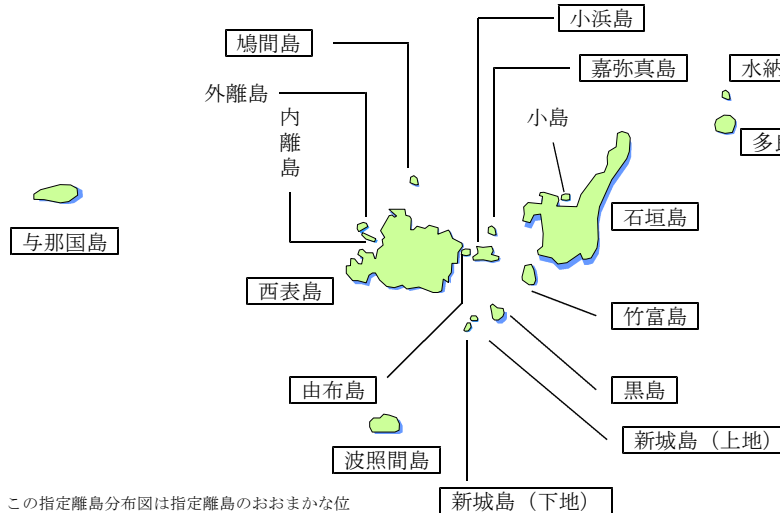 小浜島
鳩間島
嘉弥真島
水納
外離島
内離島
小島
多
石垣島
与那国島
西表島
竹富島
由布島
黒島
新城島（上地）
波照間島
新城島（下地）
この指定離島分布図は指定離島のおおまかな位